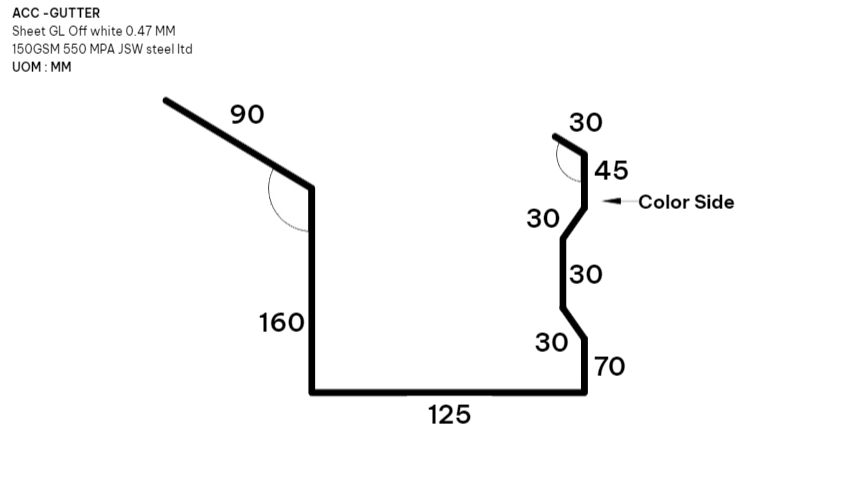 ACC -GUTTER
Sheet GL Off white 0.47 MM
150GSM 550 MPA JSW steel ltd
UOM : MM
90
30
45
Color Side
30
30
160
30
70
125